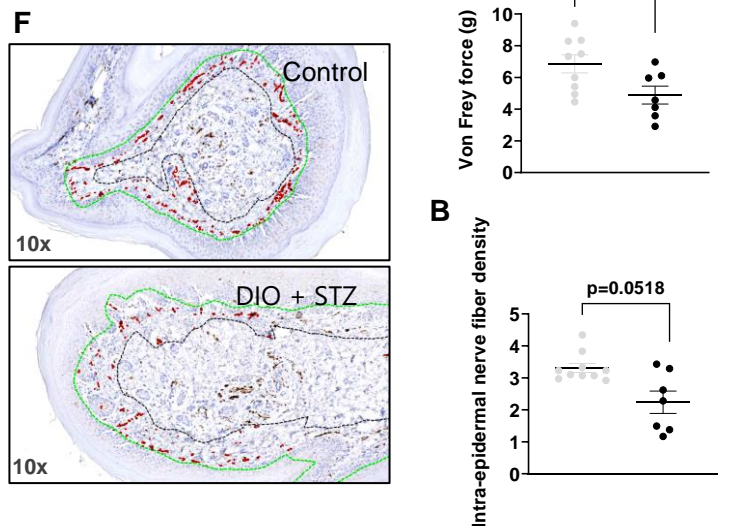 F
Control
10x
DIO + STZ
10x
Von Frey force (g)
10
8
6
4
2
0
B
Intra-epidermal nerve fiber density
p=0.0518
5
4
3
2
1
0